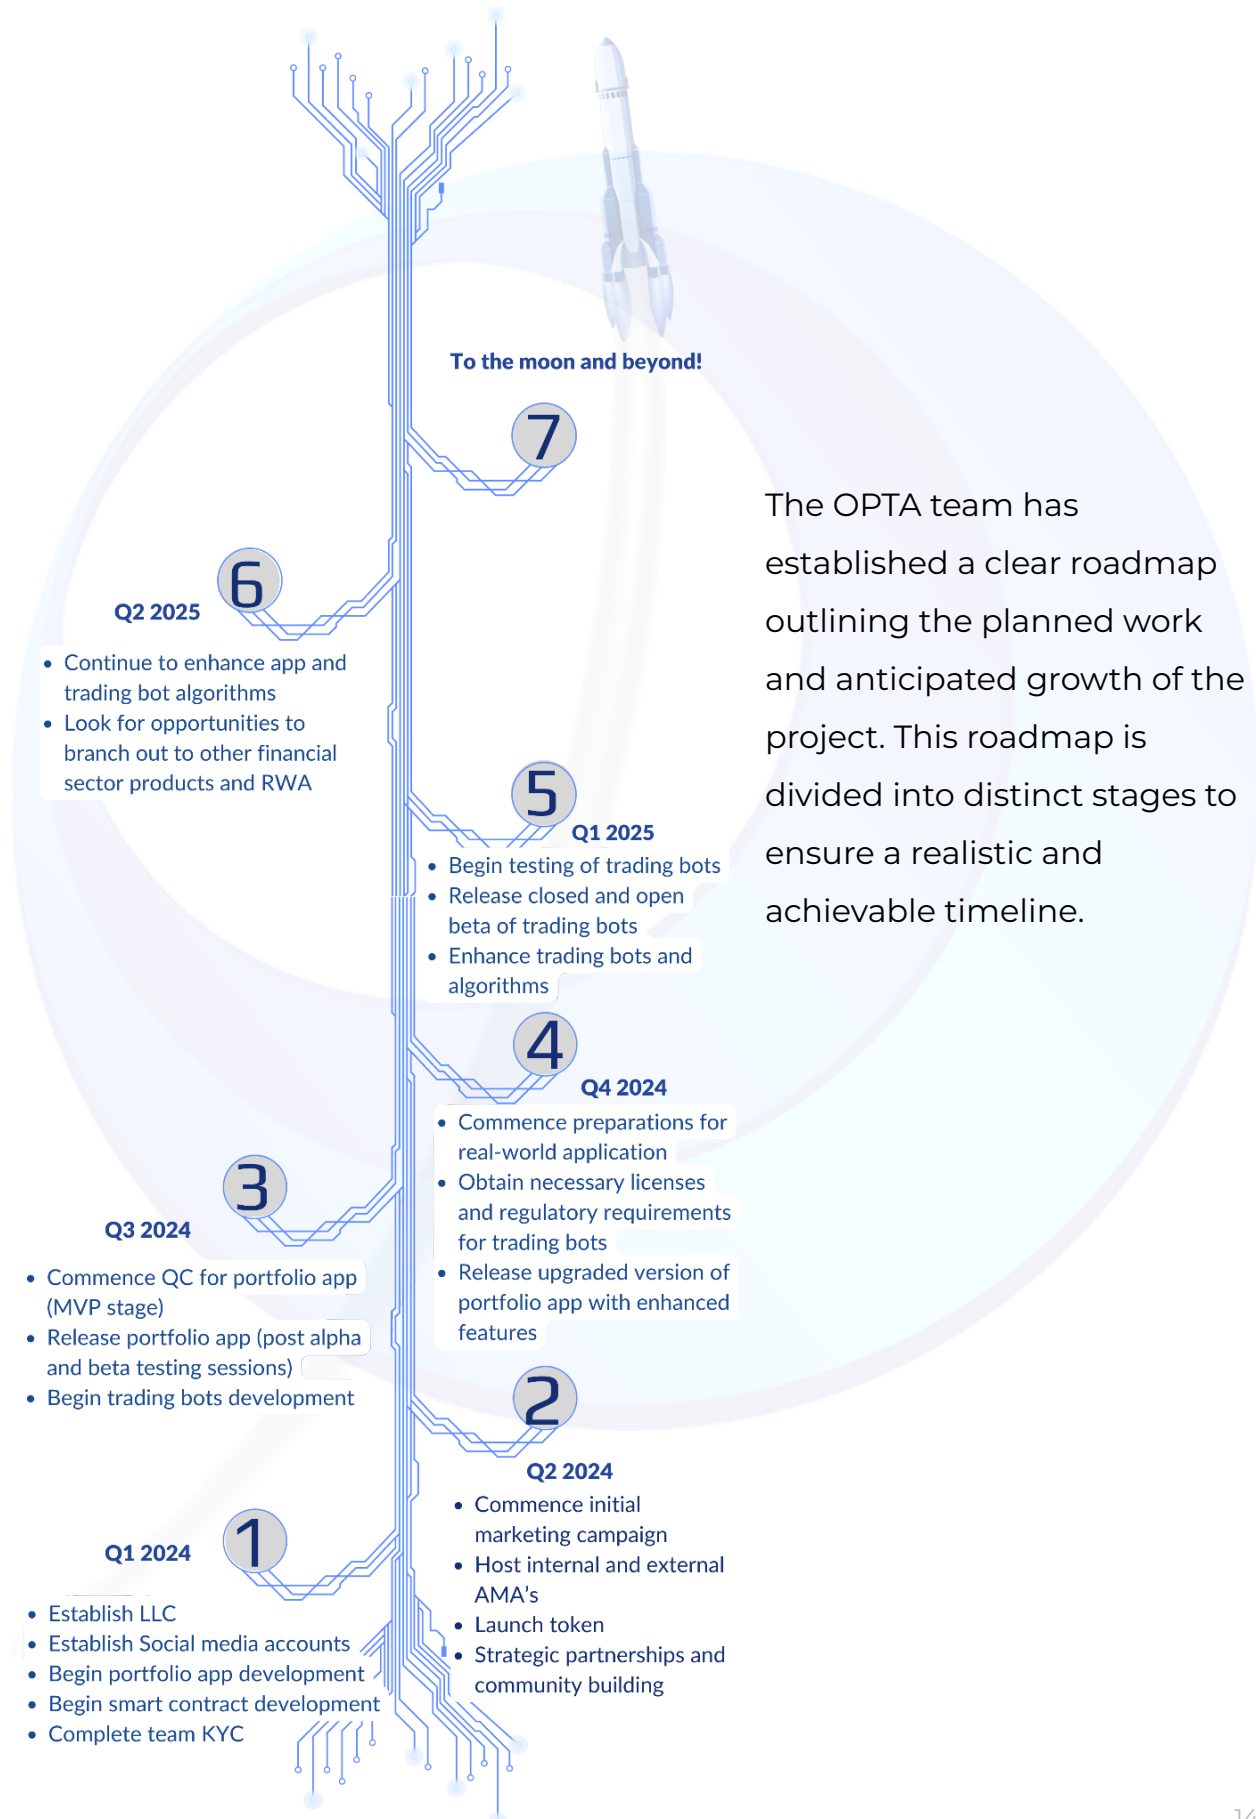 To the moon and beyond!
7
The OPTA team has
established a clear roadmap
outlining the planned work
and anticipated growth of the
project. This roadmap is
divided into distinct stages to
ensure a realistic and
achievable timeline.
6
Q2 2025
• Continue to enhance app and
trading bot algorithms
• Look for opportunities to
branch out to other financial
sector products and RWA
5
Q1 2025
• Begin testing of trading bots
• Release closed and open
beta of trading bots
• Enhance trading bots and
algorithms
4
Q4 2024
• Commence preparations for
real-world application
• Obtain necessary licenses
and regulatory requirements
for trading bots
• Release upgraded version of
portfolio app with enhanced
features
3
Q3 2024
• Commence QC for portfolio app
(MVP stage)
• Release portfolio app (post alpha
and beta testing sessions)
• Begin trading bots development
2
Q2 2024
• Commence initial
marketing campaign
• Host internal and external
AMA's
• Launch token
• Strategic partnerships and
community building
1
Q1 2024
• Establish LLC
• Establish Social media accounts
• Begin portfolio app development
• Begin smart contract development
• Complete team KYC